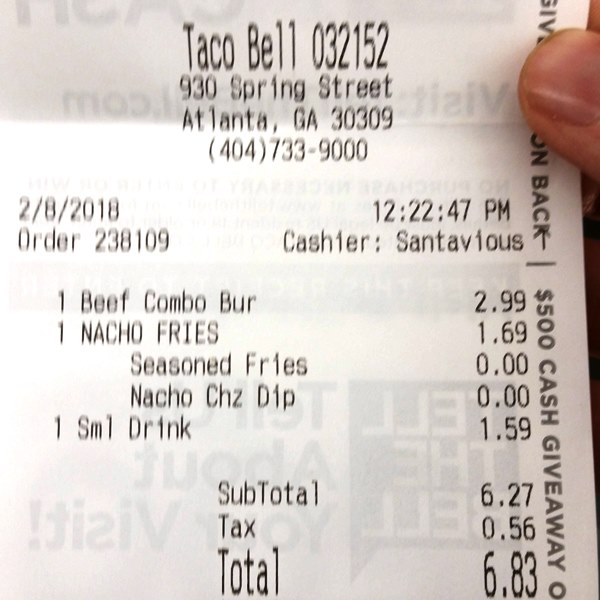 Taco Bell 032152
930 Spring Street
Atlanta, GA 30309
(404)733-9000
2/8/2018 12:22:47 PM
Order 238109 Cashier: Santavious
1 Beef Combo Bur 2.99
1 NACHO FRIES 1.69
Seasoned Fries 0.00
Nacho Chz Dip 0.00
1 Sml Drink 1.59
SubTotal 6.27
Tax 0.56
Total 6.83
ON BACK
$500 CASH GIVEAWAY